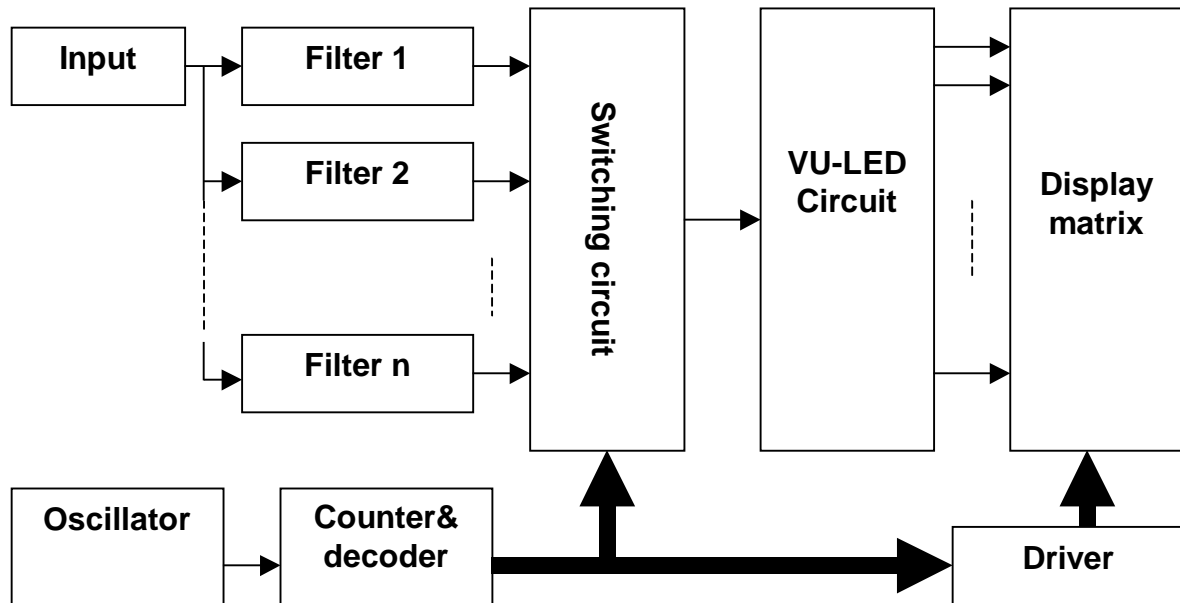 Input
Filter 1
Filter 2
Filter n
Switching circuit
VU-LED
Circuit
Display
matrix
Oscillator
Counter&
decoder
Driver